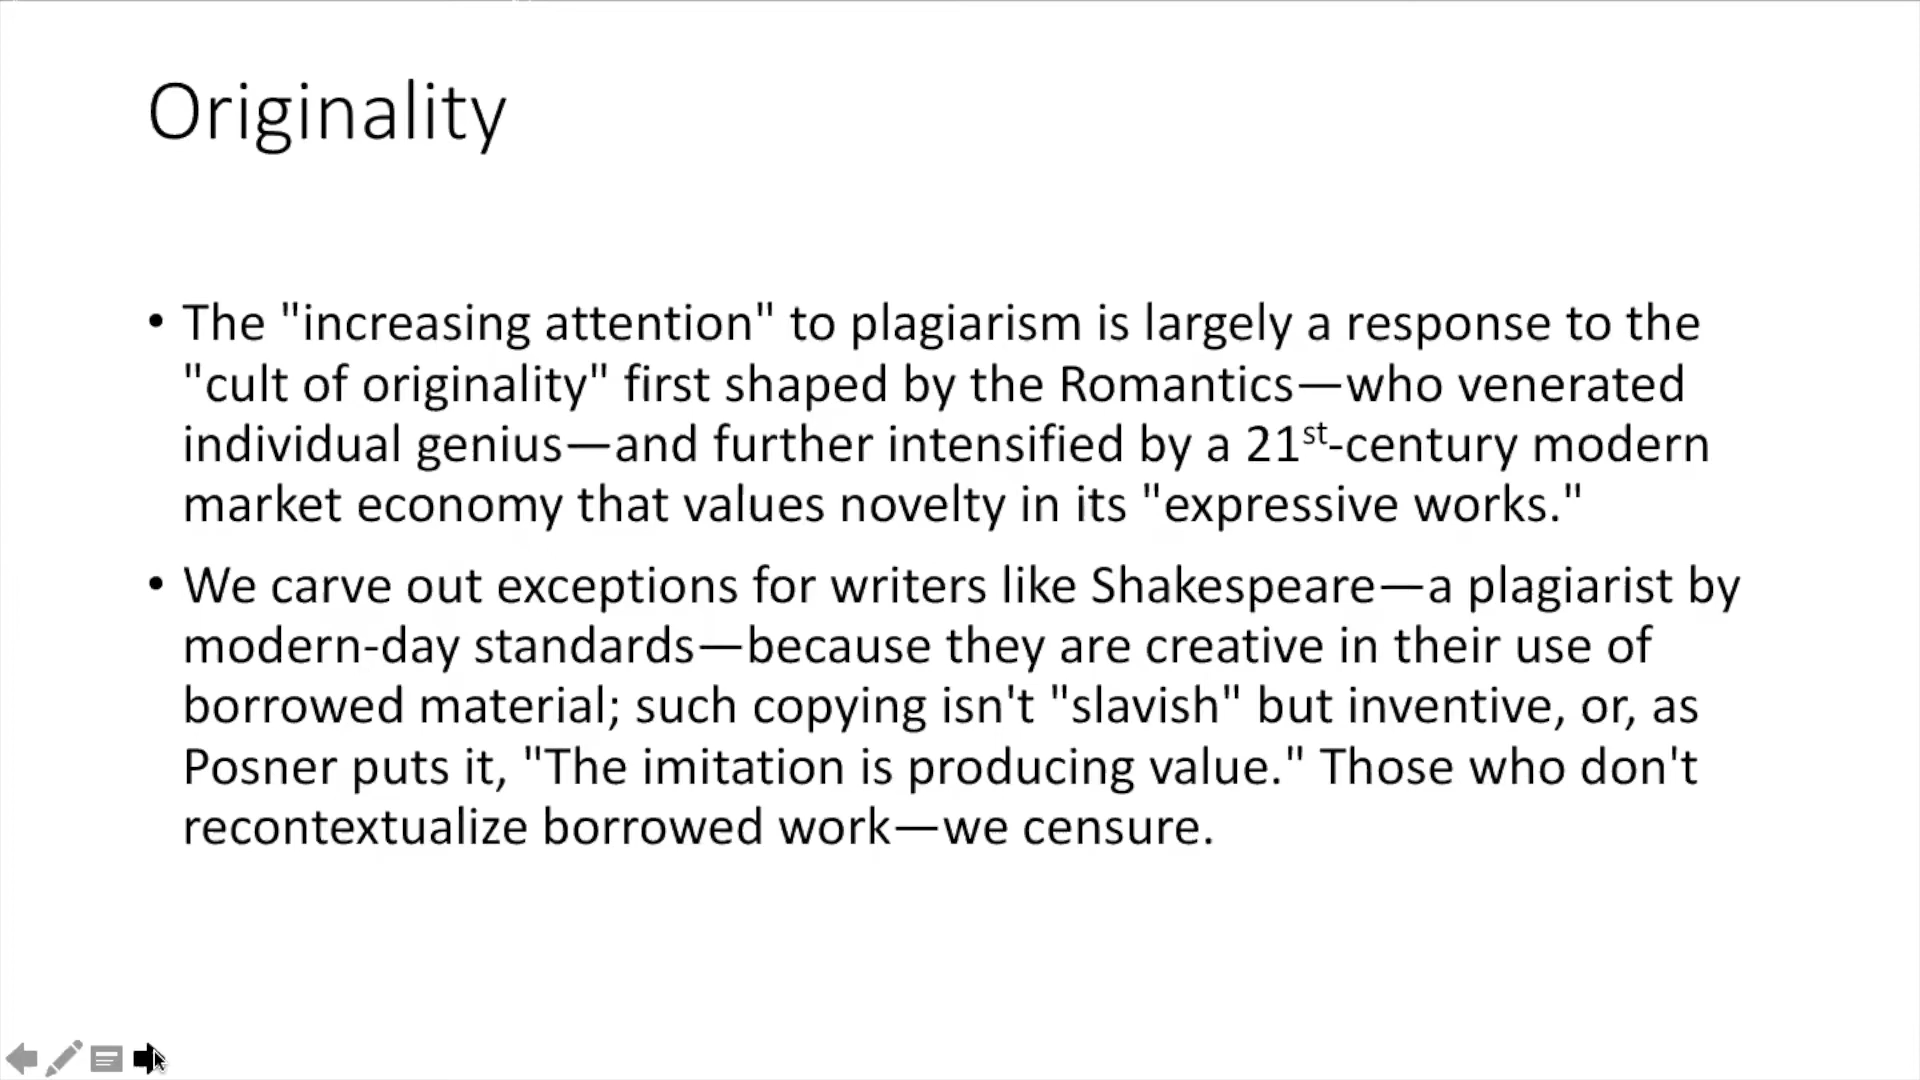 Originality
• The "increasing attention" to plagiarism is largely a response to the
"cult of originality" first shaped by the Romantics—who venerated
individual genius—and further intensified by a 21st-century modern
market economy that values novelty in its "expressive works."
• We carve out exceptions for writers like Shakespeare—a plagiarist by
modern-day standards—because they are creative in their use of
borrowed material; such copying isn't "slavish" but inventive, or, as
Posner puts it, "The imitation is producing value." Those who don't
recontextualize borrowed work—we censure.